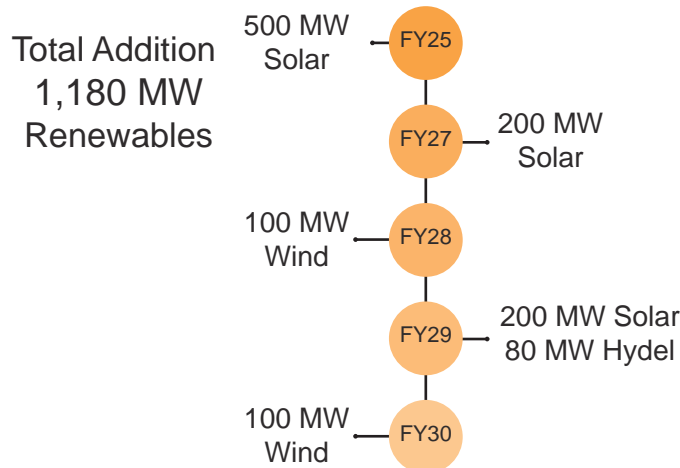 Total Addition
1,180 MW
Renewables
500 MW
Solar
FY25
FY27
200 MW
Solar
100 MW
Wind
FY28
FY29
200 MW Solar
80 MW Hydel
100 MW
Wind
FY30